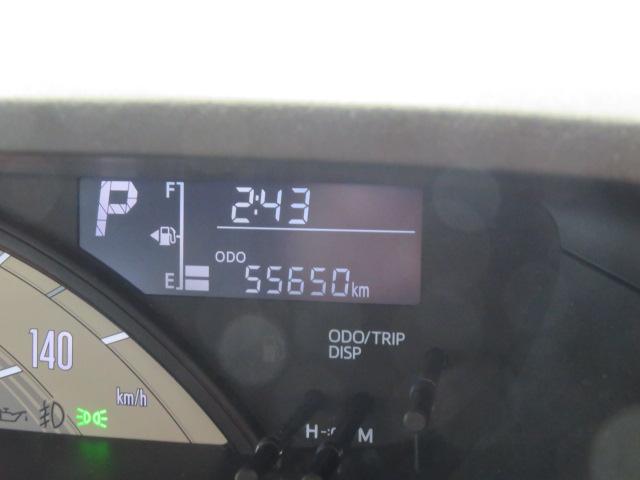 P
F
2:43
E
ODO
55650km
140
km/h
ODO/TRIP
DISP
H
M